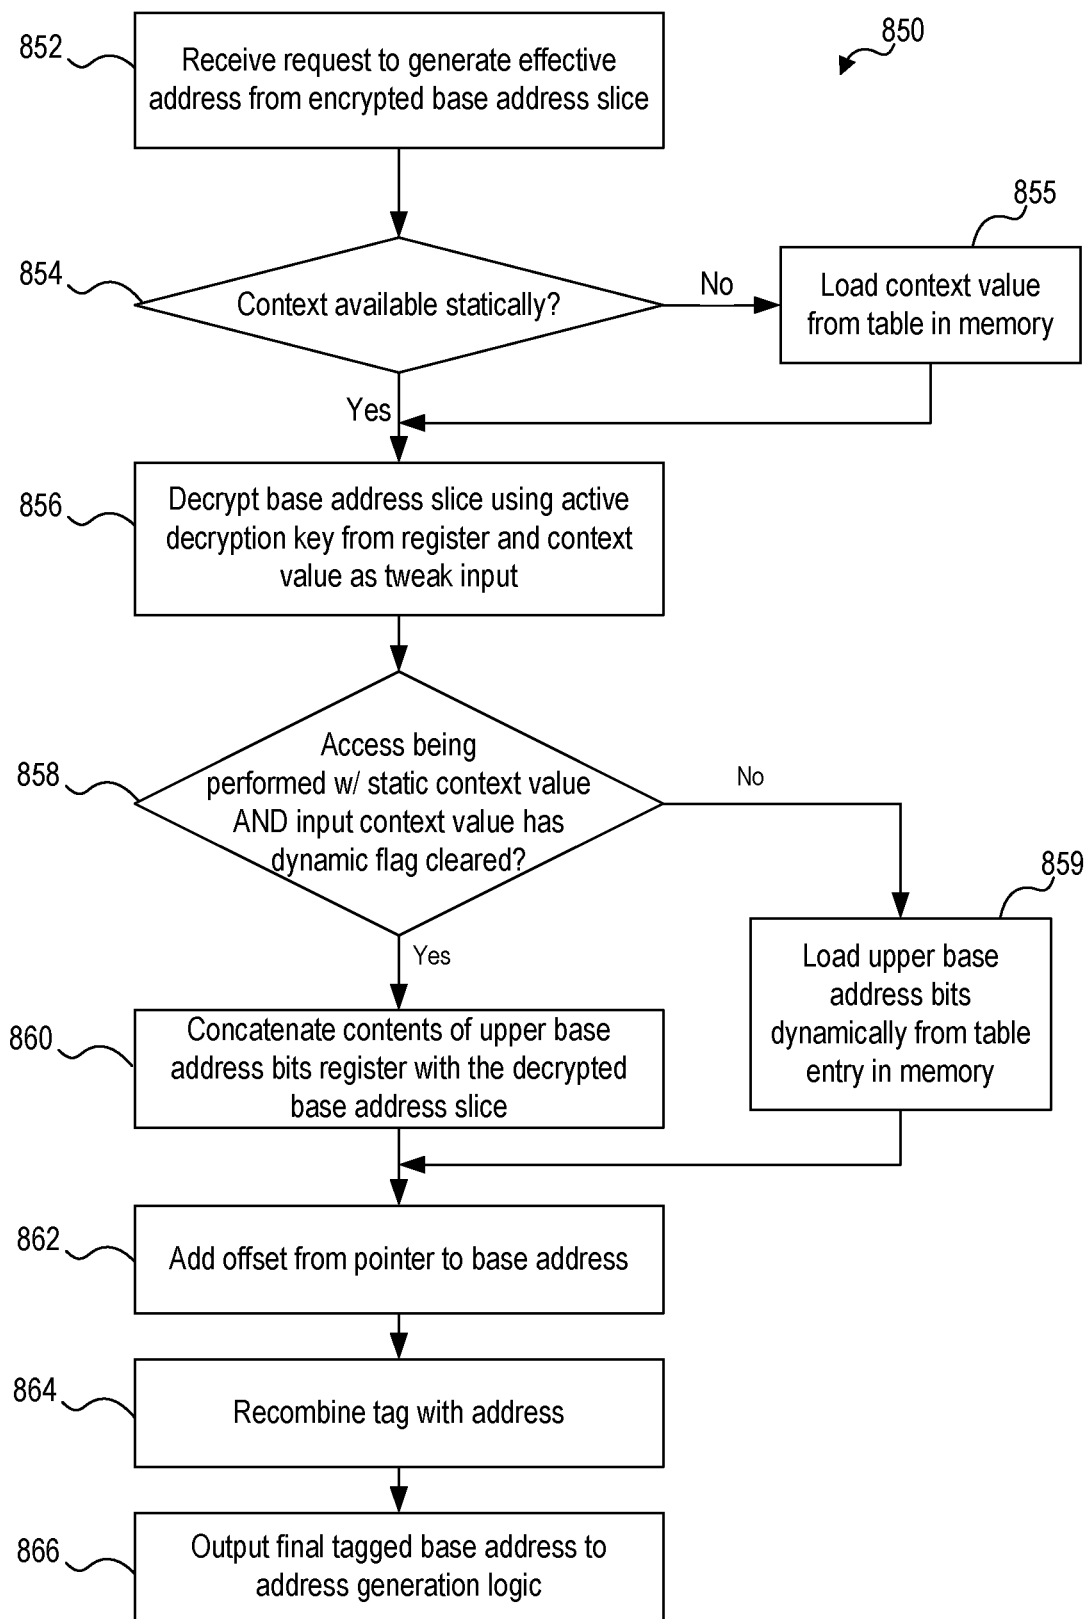 850
852
Receive request to generate effective
address from encrypted base address slice
854
Context available statically?
No
855
Load context value
from table in memory
Yes
856
Decrypt base address slice using active
decryption key from register and context
value as tweak input
858
Access being
performed w/ static context value
AND input context value has
dynamic flag cleared?
No
859
Load upper base
address bits
dynamically from table
entry in memory
Yes
860
Concatenate contents of upper base
address bits register with the decrypted
base address slice
862
Add offset from pointer to base address
864
Recombine tag with address
866
Output final tagged base address to
address generation logic